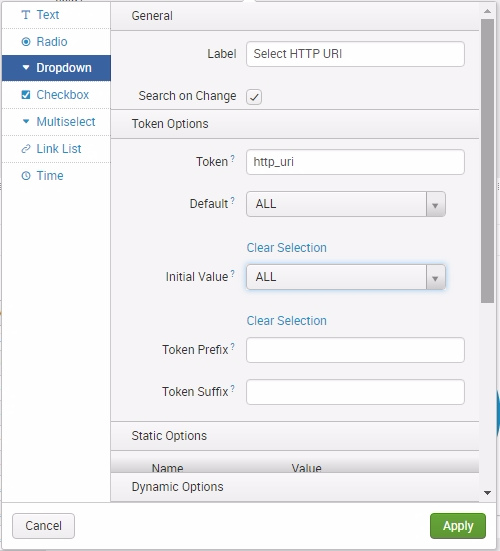 Text
Radio
Dropdown
Checkbox
Multiselect
Link List
Time
General
Label Select HTTP URI
Search on Change
Token Options
Token ? http_uri
Default ? ALL
Clear Selection
Initial Value ? ALL
Clear Selection
Token Prefix ?
Token Suffix ?
Static Options
Name Value
Dynamic Options
Cancel Apply